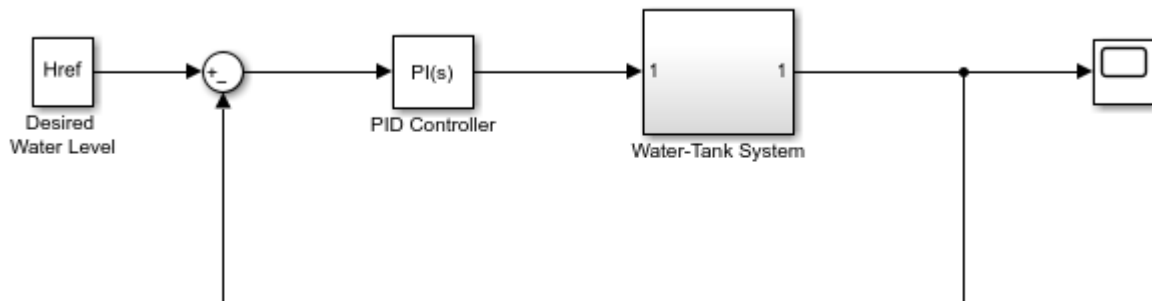 Href
+
−
PI(s)
1
1
Desired
Water Level
PID Controller
Water-Tank System